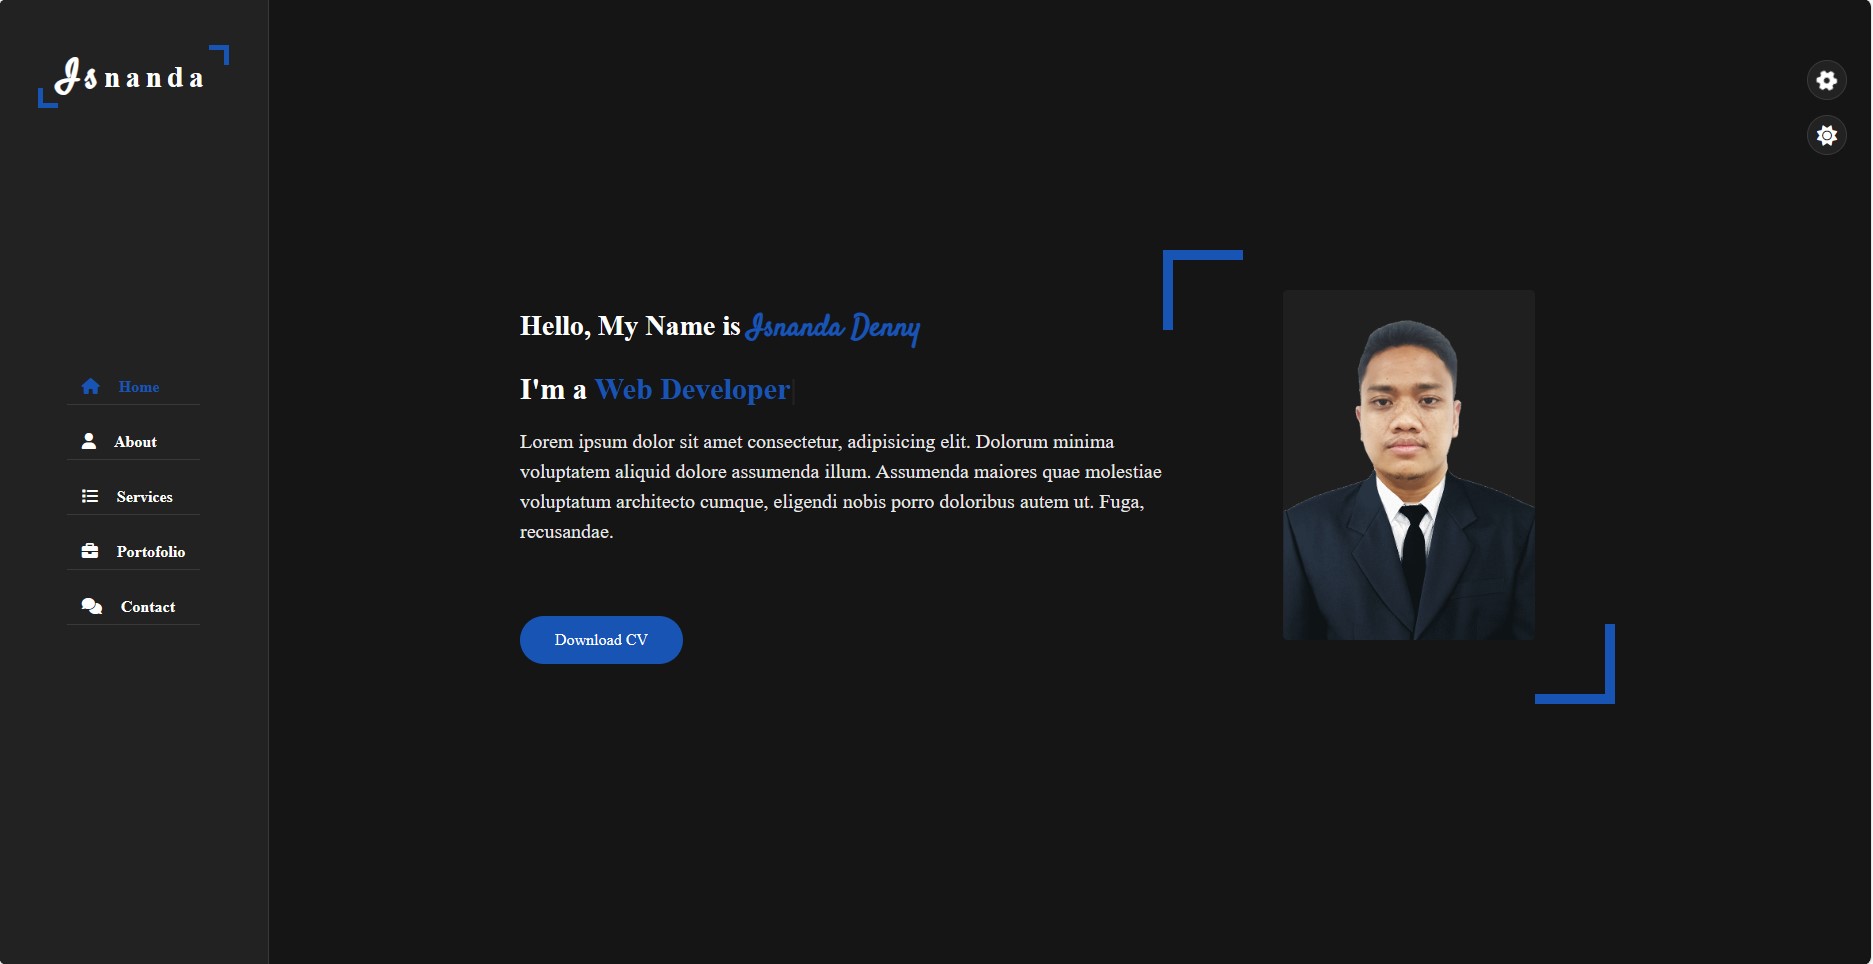 Isnanda
Home
About
Services
Portofolio
Contact
Hello, My Name is Isnanda Denny
I'm a Web Developer
Lorem ipsum dolor sit amet consectetur, adipisicing elit. Dolorum minima
voluptatem aliquid dolore assumenda illum. Assumenda maiores quae molestiae
voluptatum architecto cumque, eligendi nobis porro doloribus autem ut. Fuga,
recusandae.
Download CV